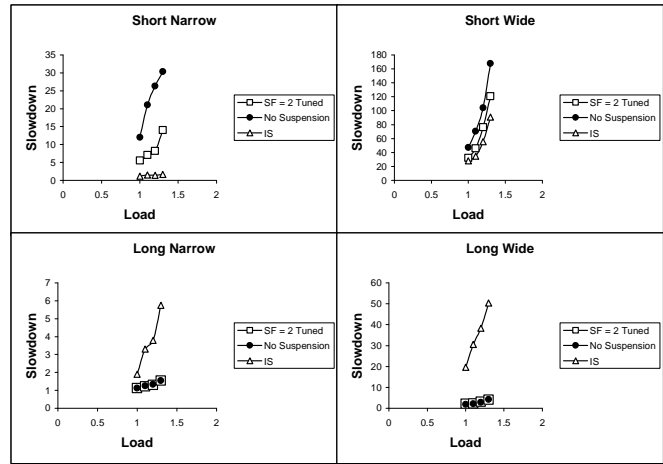 Short Narrow
Slowdown
35
30
25
20
15
10
5
0
0
0.5
1
1.5
2
Load
SF = 2 Tuned
No Suspension
IS
Short Wide
Slowdown
180
160
140
120
100
80
60
40
20
0
0
0.5
1
1.5
2
Load
SF = 2 Tuned
No Suspension
IS
Long Narrow
Slowdown
7
6
5
4
3
2
1
0
0
0.5
1
1.5
2
Load
SF = 2 Tuned
No Suspension
IS
Long Wide
Slowdown
60
50
40
30
20
10
0
0
0.5
1
1.5
2
Load
SF = 2 Tuned
No Suspension
IS